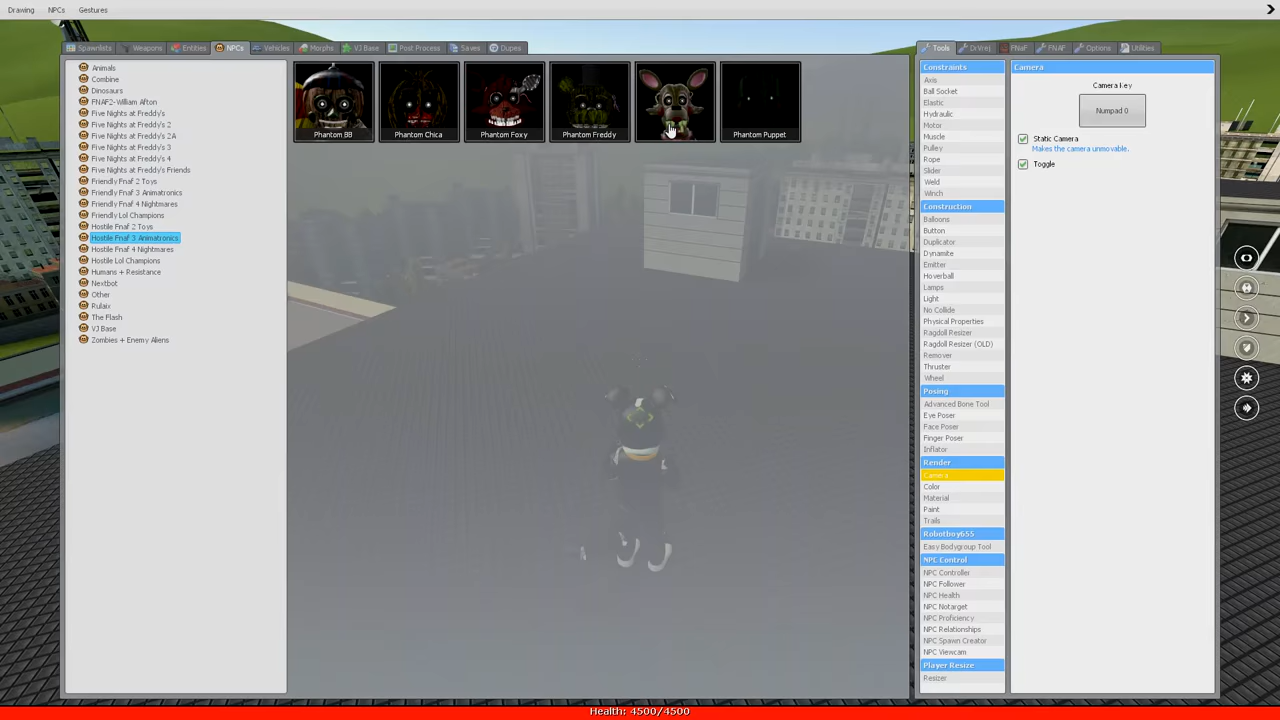 Drawing NPCs Gestures
Spawnlists Weapons Entities NPCs Vehicles Morphs VJ Base Post Process Saves Dupes
Animals
Combine
Dinosaurs
FNAF2-William Afton
Five Nights at Freddy's
Five Nights at Freddy's 2
Five Nights at Freddy's 2A
Five Nights at Freddy's 3
Five Nights at Freddy's 4
Five Nights at Freddy's Friends
Friendly Fnaf 2 Toys
Friendly Fnaf 3 Animatronics
Friendly Fnaf 4 Nightmares
Friendly Lol Champions
Hostile Fnaf 2 Toys
Hostile Fnaf 3 Animatronics
Hostile Fnaf 4 Nightmares
Hostile Lol Champions
Humans + Resistance
Nextbot
Other
Rulaix
The Flash
VJ Base
Zombies + Enemy Aliens
Phantom BB Phantom Chica Phantom Foxy Phantom Freddy Phantom Puppet
Tools DrVrej FNaF FNAF Options Utilities
Constraints
Axis
Ball Socket
Elastic
Hydraulic
Motor
Muscle
Pulley
Rope
Slider
Weld
Winch
Construction
Balloons
Button
Duplicator
Dynamite
Emitter
Hoverball
Lamps
Light
No Collide
Physical Properties
Ragdoll Resizer
Ragdoll Resizer (OLD)
Remover
Thruster
Wheel
Posing
Advanced Bone Tool
Eye Poser
Face Poser
Finger Poser
Inflator
Render
Camera
Color
Material
Paint
Trails
Robotboy655
Easy Bodygroup Tool
NPC Control
NPC Controller
NPC Follower
NPC Health
NPC Notarget
NPC Proficiency
NPC Relationships
NPC Spawn Creator
NPC Viewcam
Player Resize
Resizer
Camera
Camera Key
Numpad 0
Static Camera
Makes the camera unmovable.
Toggle
Health: 4500/4500